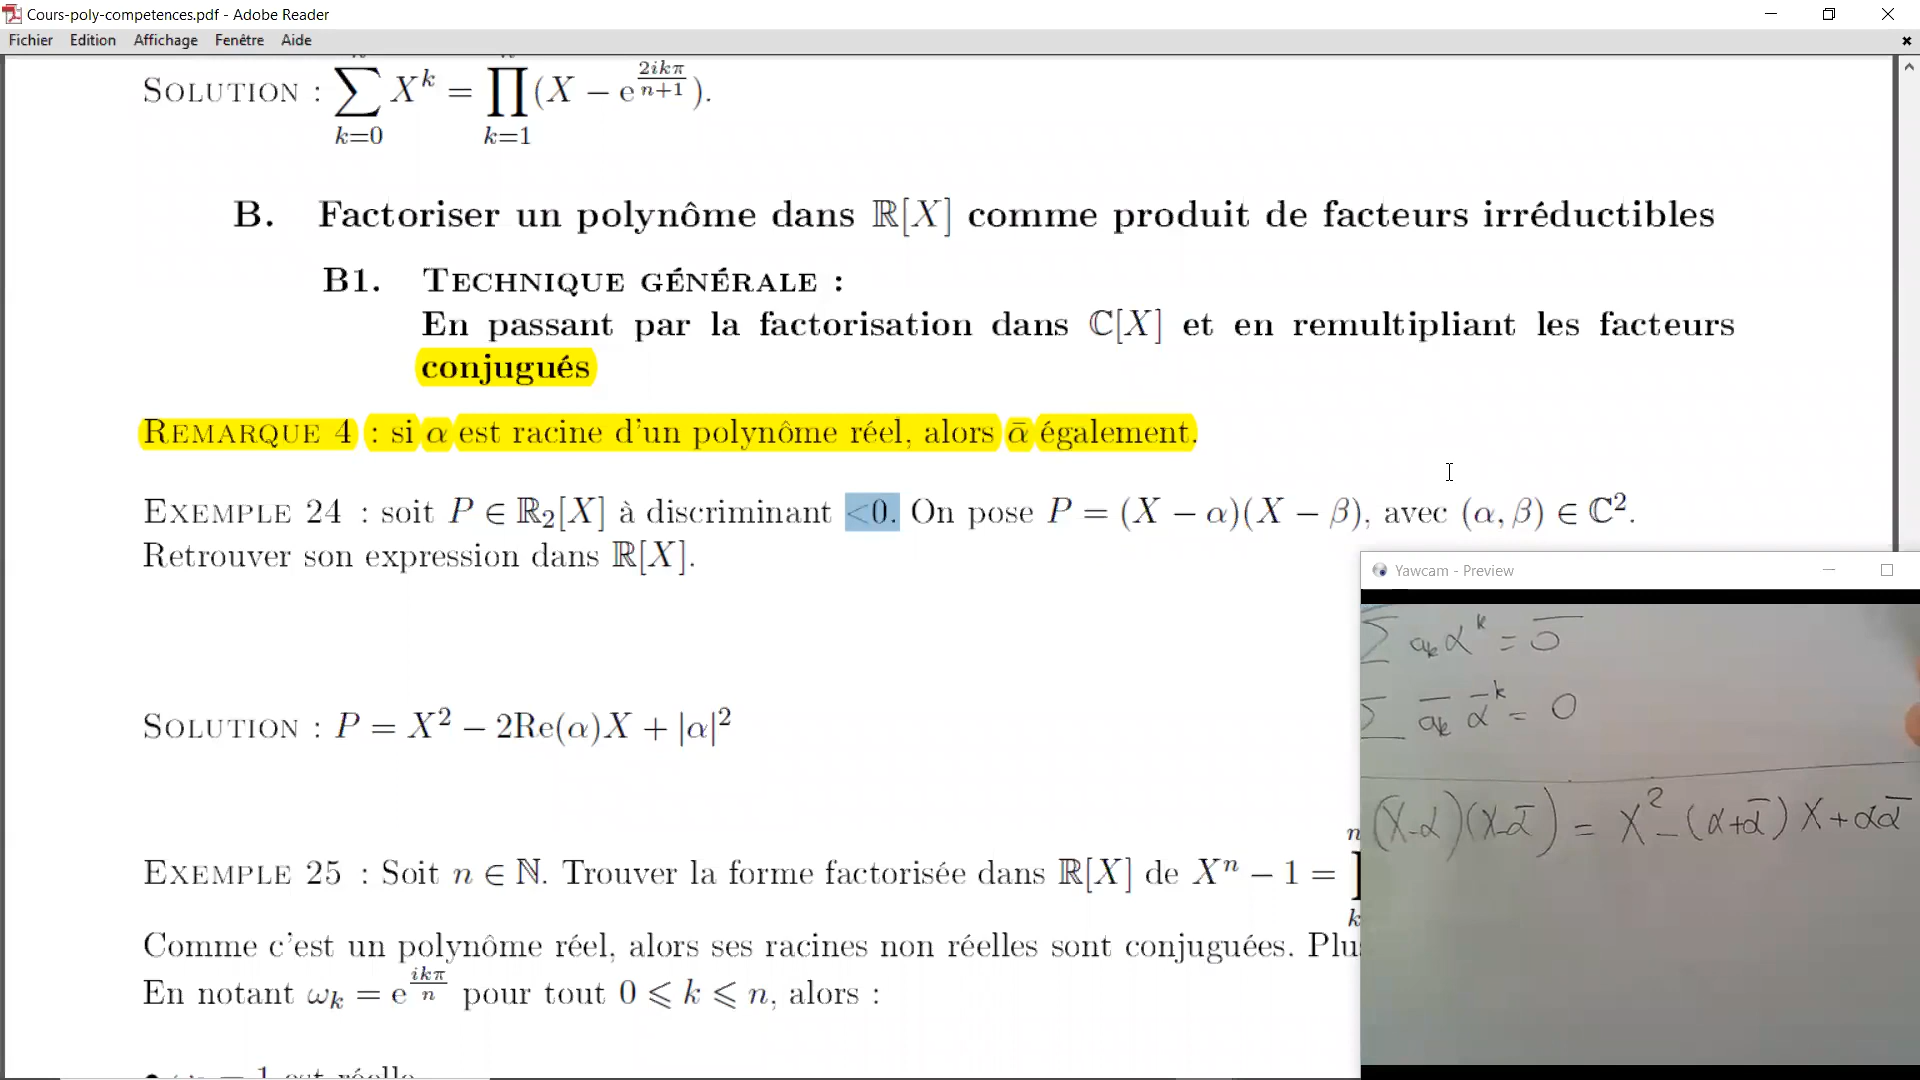 Cours-poly-competences.pdf - Adobe Reader
Fichier Edition Affichage Fenêtre Aide
SOLUTION : ∑_{k=0} X^k = ∏_{k=1} (X − e^{2ikπ/(n+1)}).
B. Factoriser un polynôme dans ℝ[X] comme produit de facteurs irréductibles
B1. TECHNIQUE GÉNÉRALE :
En passant par la factorisation dans ℂ[X] et en remultipliant les facteurs
conjugués
REMARQUE 4 : si α est racine d'un polynôme réel, alors ᾱ également.
EXEMPLE 24 : soit P ∈ ℝ₂[X] à discriminant <0. On pose P = (X − α)(X − β), avec (α, β) ∈ ℂ².
Retrouver son expression dans ℝ[X].
Yawcam - Preview
∑ aₖ α^k = 0̅
∑ a̅ₖ ᾱ^k = 0
SOLUTION : P = X² − 2Re(α)X + |α|²
(X-α)(X-ᾱ) = X² - (α+ᾱ) X + αᾱ
EXEMPLE 25 : Soit n ∈ ℕ. Trouver la forme factorisée dans ℝ[X] de Xⁿ − 1 =
n
k
Comme c'est un polynôme réel, alors ses racines non réelles sont conjuguées.
En notant ωₖ = e^{ikπ/n} pour tout 0 ⩽ k ⩽ n, alors :